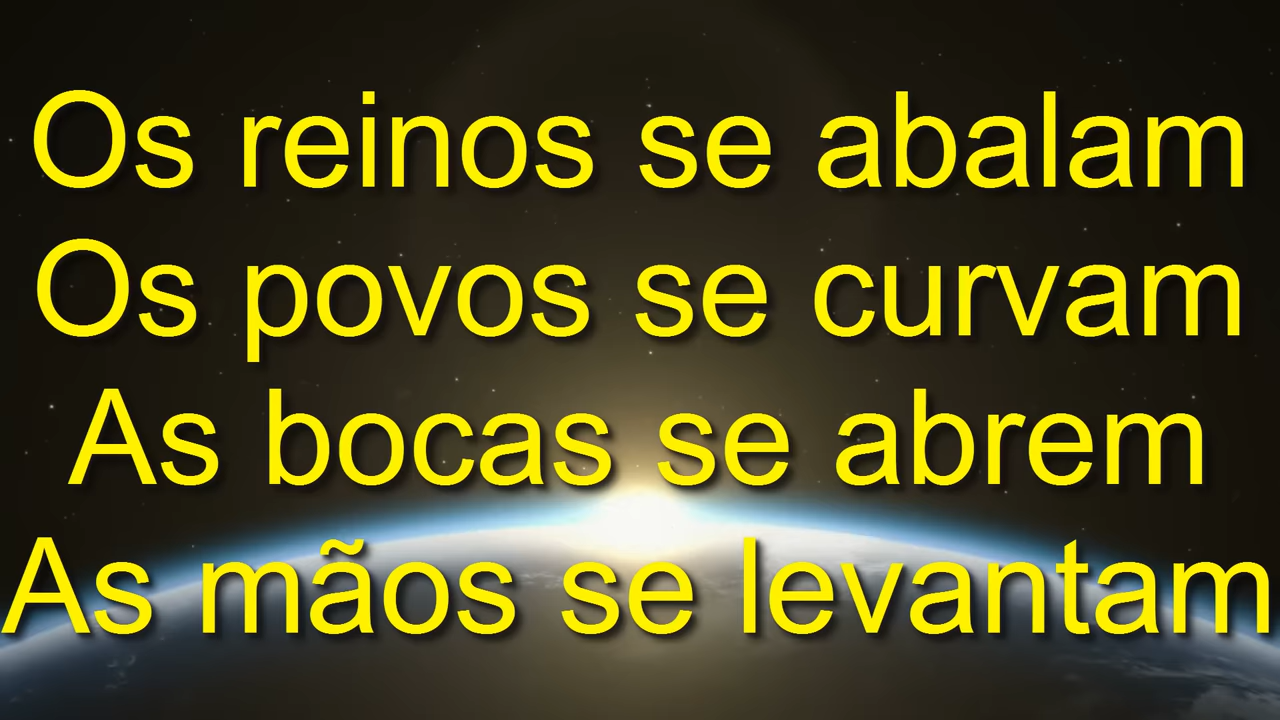 Os reinos se abalam
Os povos se curvam
As bocas se abrem
As mãos se levantam